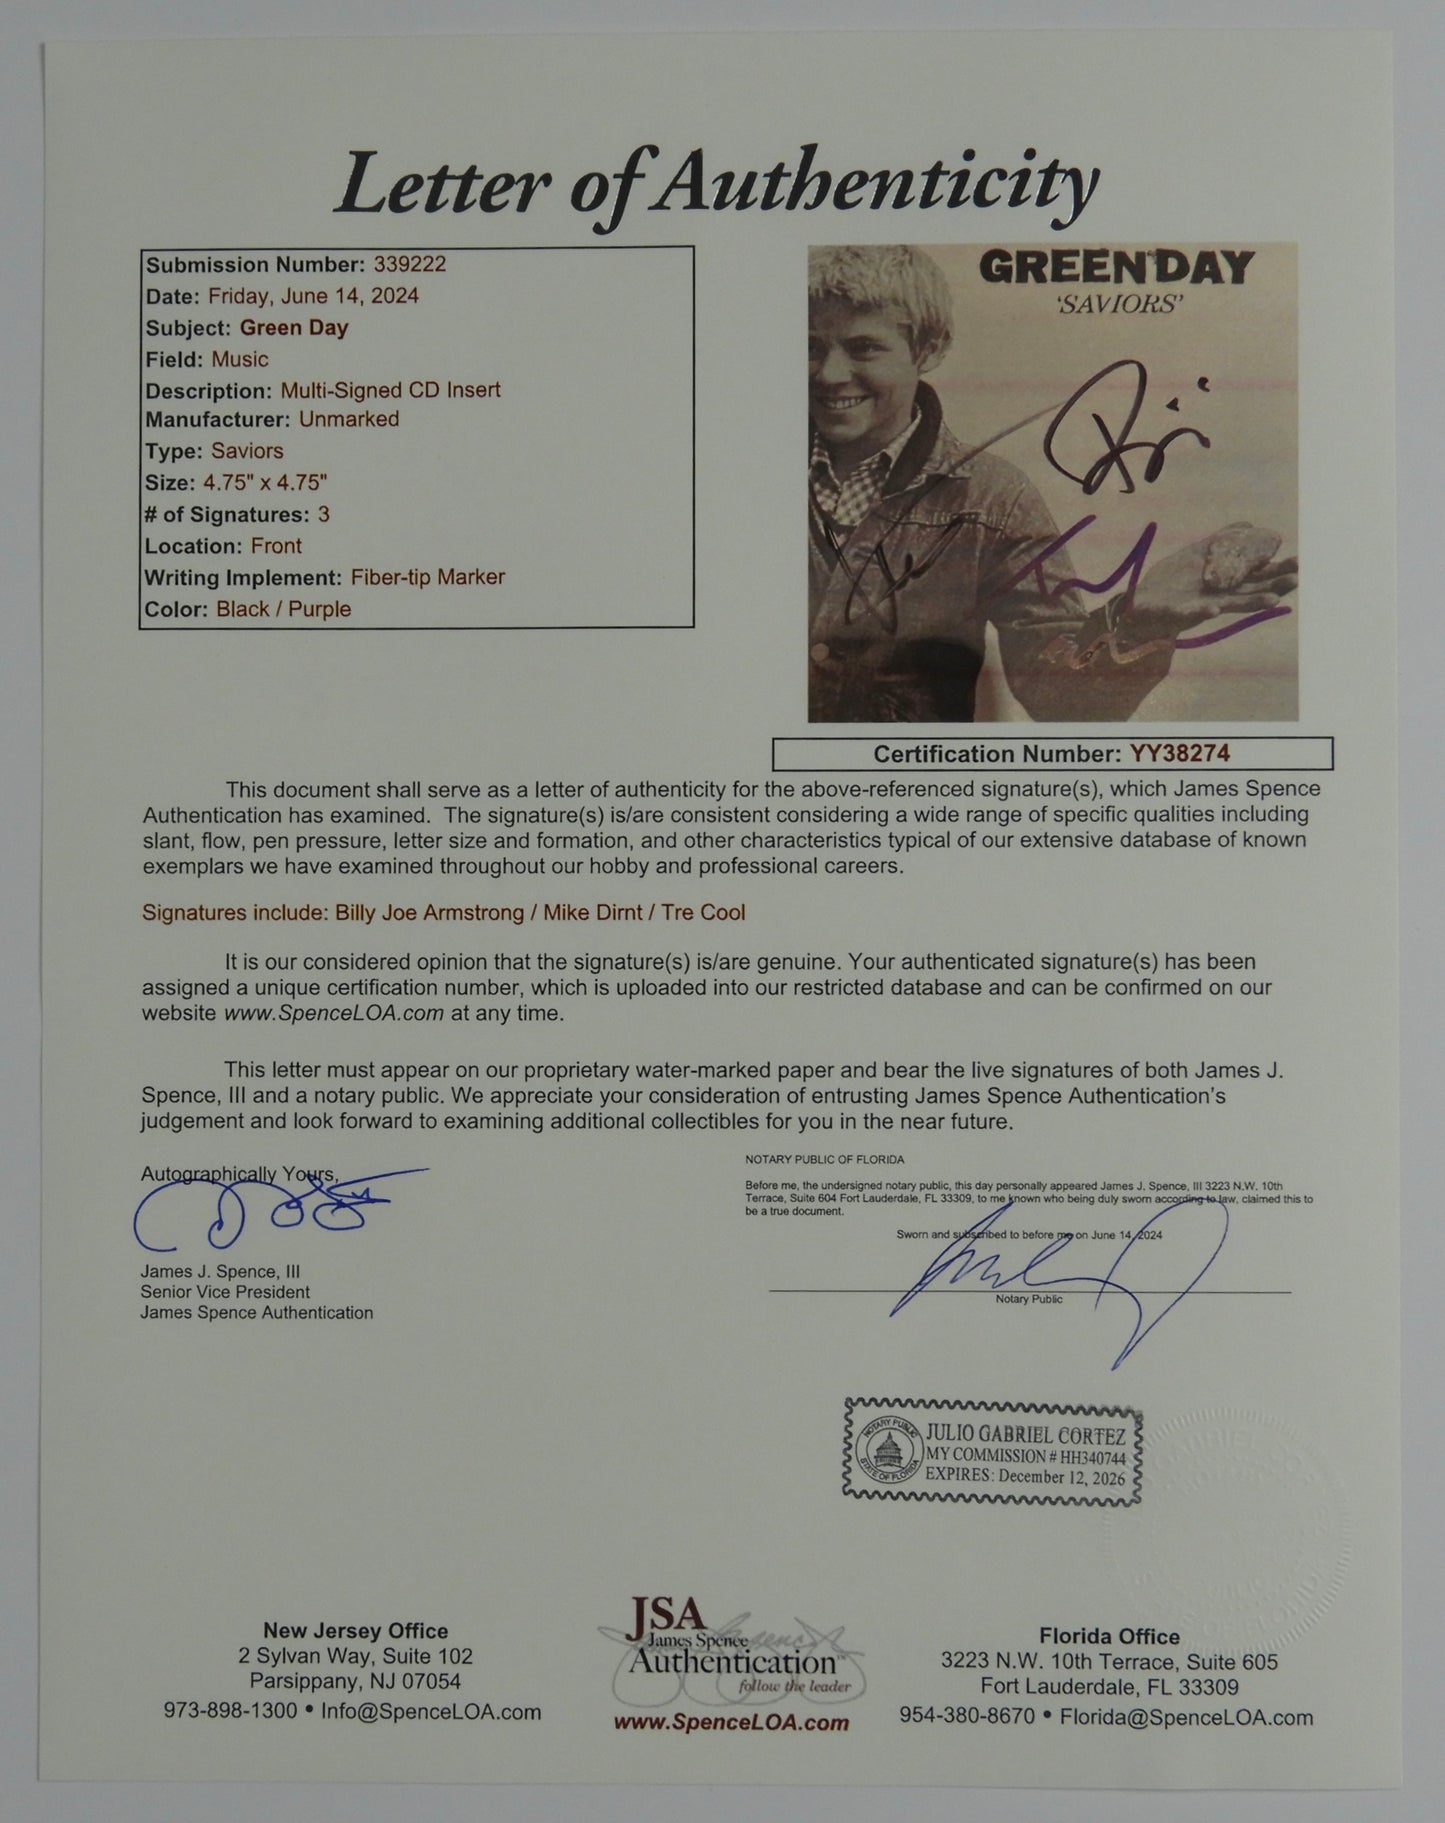 Letter of Authenticity
Submission Number: 339222
Date: Friday, June 14, 2024
Subject: Green Day
Field: Music
Description: Multi-Signed CD Insert
Manufacturer: Unmarked
Type: Saviors
Size: 4.75" x 4.75"
# of Signatures: 3
Location: Front
Writing Implement: Fiber-tip Marker
Color: Black / Purple
GREEN DAY
'SAVIORS'
Certification Number: YY38274
This document shall serve as a letter of authenticity for the above-referenced signature(s), which James Spence
Authentication has examined. The signature(s) is/are consistent considering a wide range of specific qualities including
slant, flow, pen pressure, letter size and formation, and other characteristics typical of our extensive database of known
exemplars we have examined throughout our hobby and professional careers.
Signatures include: Billy Joe Armstrong / Mike Dirnt / Tre Cool
It is our considered opinion that the signature(s) is/are genuine. Your authenticated signature(s) has been
assigned a unique certification number, which is uploaded into our restricted database and can be confirmed on our
website www.SpenceLOA.com at any time.
This letter must appear on our proprietary water-marked paper and bear the live signatures of both James J.
Spence, III and a notary public. We appreciate your consideration of entrusting James Spence Authentication's
judgement and look forward to examining additional collectibles for you in the near future.
Autographically Yours,
James J. Spence, III
Senior Vice President
James Spence Authentication
NOTARY PUBLIC OF FLORIDA
Before me, the undersigned notary public, this day personally appeared James J. Spence, III 3223 N.W. 10th
Terrace, Suite 604 Fort Lauderdale, FL 33309, to me known who being duly sworn according to law, claimed this to
be a true document.
Sworn and subscribed to before me on June 14, 2024
Notary Public
NOTARY PUBLIC
STATE OF FLORIDA
JULIO GABRIEL CORTEZ
MY COMMISSION # HH340744
EXPIRES: December 12, 2026
New Jersey Office
2 Sylvan Way, Suite 102
Parsippany, NJ 07054
973-898-1300 • Info@SpenceLOA.com
JSA
James Spence
Authentication™
follow the leader
www.SpenceLOA.com
Florida Office
3223 N.W. 10th Terrace, Suite 605
Fort Lauderdale, FL 33309
954-380-8670 • Florida@SpenceLOA.com